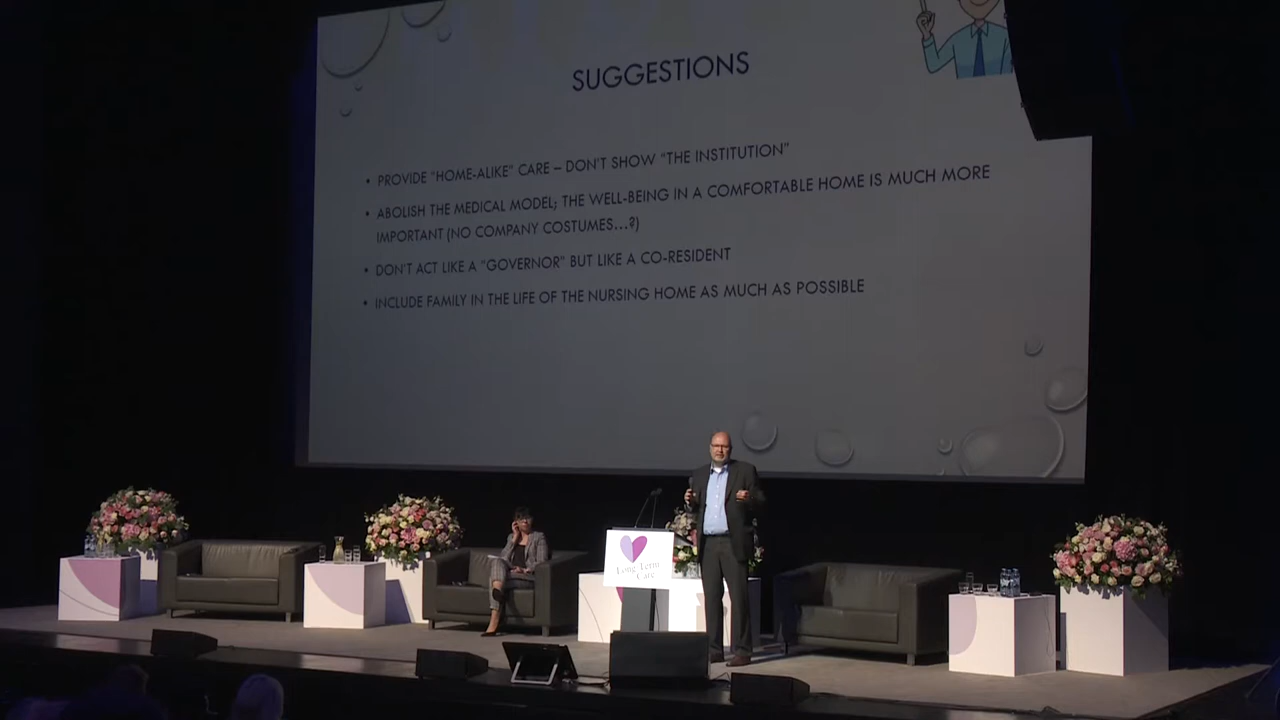 SUGGESTIONS
• PROVIDE "HOME-ALIKE" CARE – DON'T SHOW "THE INSTITUTION"
• ABOLISH THE MEDICAL MODEL; THE WELL-BEING IN A COMFORTABLE HOME IS MUCH MORE
IMPORTANT (NO COMPANY COSTUMES...?)
• DON'T ACT LIKE A "GOVERNOR" BUT LIKE A CO-RESIDENT
• INCLUDE FAMILY IN THE LIFE OF THE NURSING HOME AS MUCH AS POSSIBLE
Long Term
Care